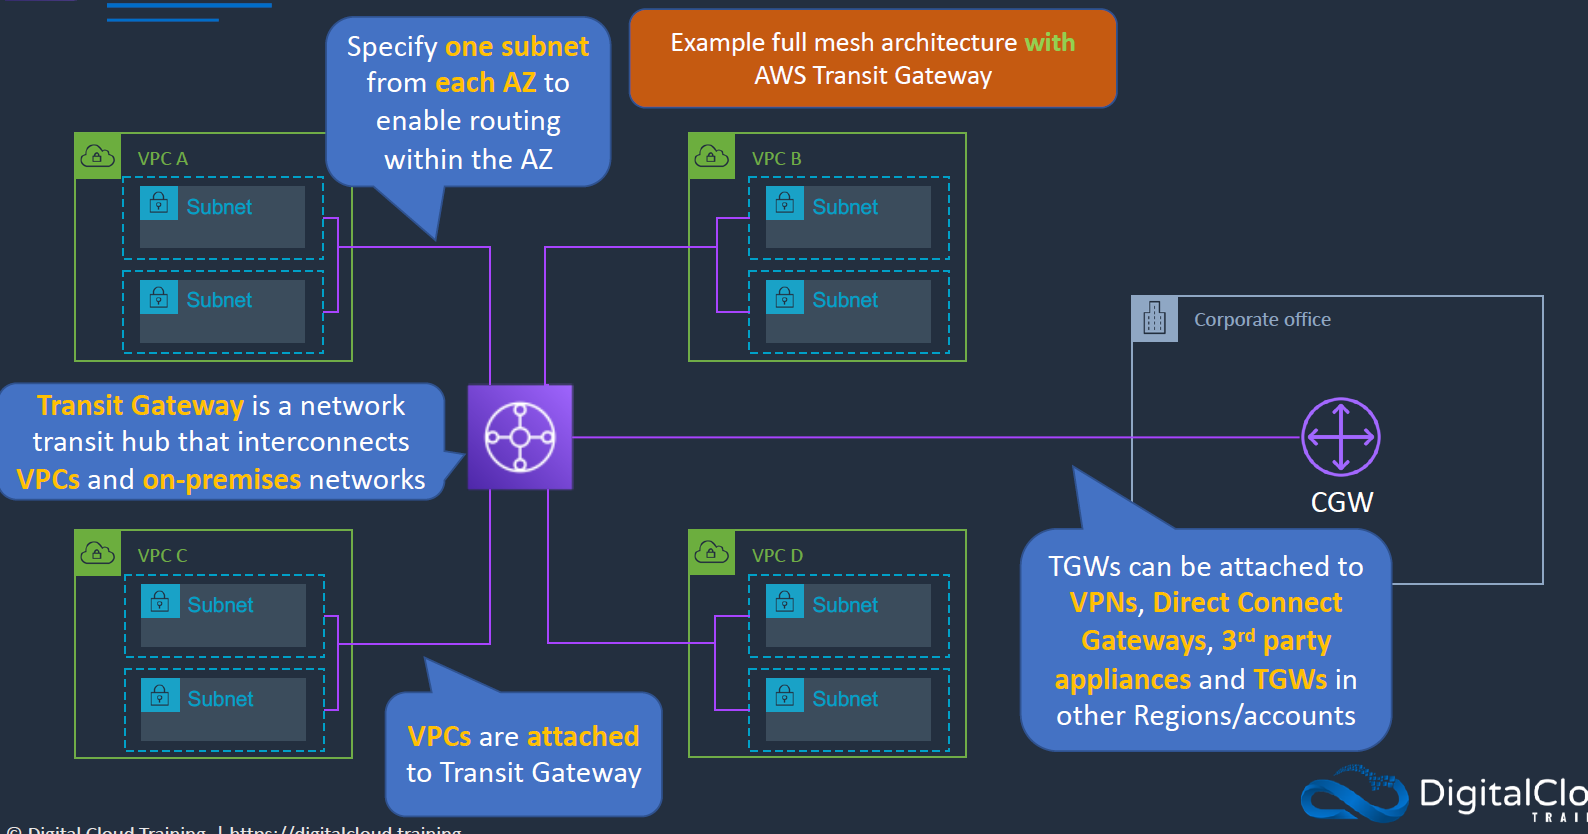 Specify one subnet
from each AZ to
enable routing
within the AZ
Example full mesh architecture with
AWS Transit Gateway
VPC A
Subnet
Subnet
VPC B
Subnet
Subnet
Corporate office
CGW
Transit Gateway is a network
transit hub that interconnects
VPCs and on-premises networks
VPC C
Subnet
Subnet
VPC D
Subnet
Subnet
TGWs can be attached to
VPNs, Direct Connect
Gateways, 3rd party
appliances and TGWs in
other Regions/accounts
VPCs are attached
to Transit Gateway
DigitalClo
TRAI
© Digital Cloud Training | https://digitalcloud.training